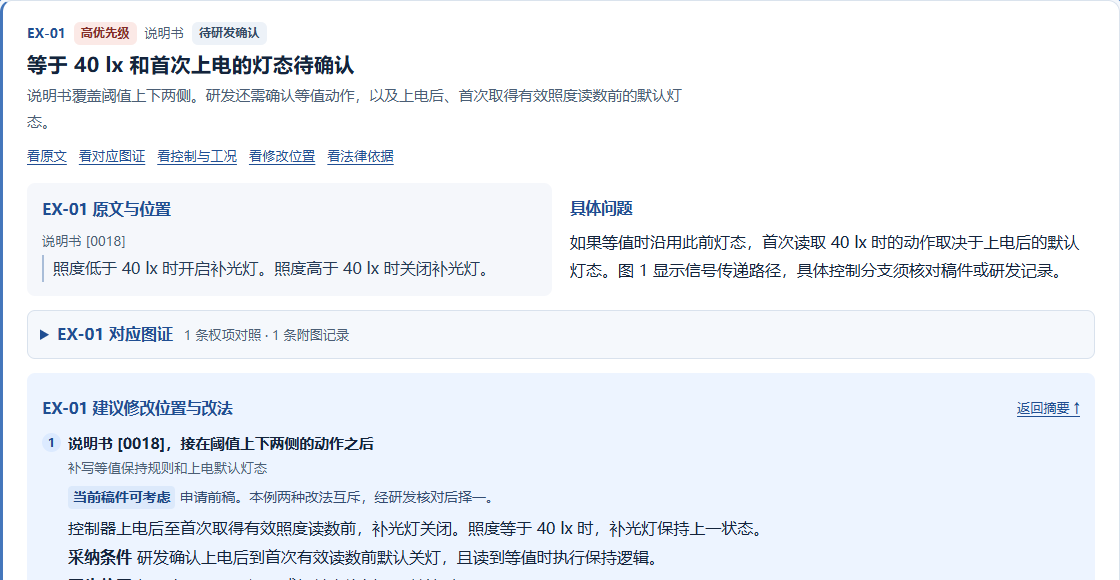 EX-01 高优先级 说明书 待研发确认
等于 40 lx 和首次上电的灯态待确认
说明书覆盖阈值上下两侧。研发还需确认等值动作，以及上电后、首次取得有效照度读数前的默认灯
态。
看原文 看对应图证 看控制与工况 看修改位置 看法律依据
EX-01 原文与位置
说明书 [0018]
照度低于 40 lx 时开启补光灯。照度高于 40 lx 时关闭补光灯。
具体问题
如果等值时沿用此前灯态，首次读取 40 lx 时的动作取决于上电后的默认
灯态。图 1 显示信号传递路径，具体控制分支须核对稿件或研发记录。
▶ EX-01 对应图证 1 条权项对照 · 1 条附图记录
EX-01 建议修改位置与改法
返回摘要↑
1 说明书 [0018]，接在阈值上下两侧的动作之后
补写等值保持规则和上电默认灯态
当前稿件可考虑 申请前稿。本例两种改法互斥，经研发核对后择一。
控制器上电后至首次取得有效照度读数前，补光灯关闭。照度等于 40 lx 时，补光灯保持上一状态。
采纳条件 研发确认上电后到首次有效读数前默认关灯，且读到等值时执行保持逻辑。